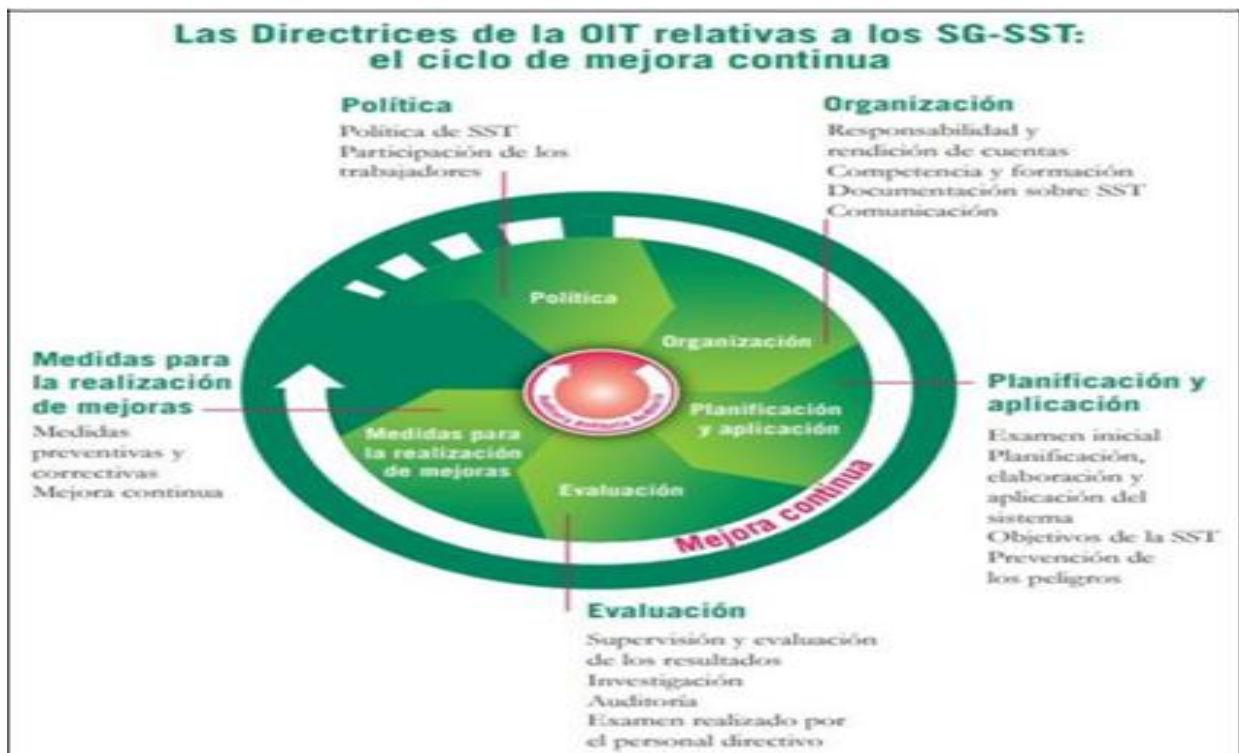 Las Directrices de la OIT relativas a los SG-SST:
el ciclo de mejora continua
Política
Política de SST
Participación de los
trabajadores
Organización
Responsabilidad y
rendición de cuentas
Competencia y formación
Documentación sobre SST
Comunicación
Política
Organización
Planificación
y aplicación
Evaluación
Medidas para
la realización
de mejoras
Mejora continua
Medidas para
la realización
de mejoras
Medidas
preventivas y
correctivas
Mejora continua
Planificación y
aplicación
Examen inicial
Planificación,
elaboración y
aplicación del
sistema
Objetivos de la SST
Prevención de
los peligros
Evaluación
Supervisión y evaluación
de los resultados
Investigación
Auditoría
Examen realizado por
el personal directivo